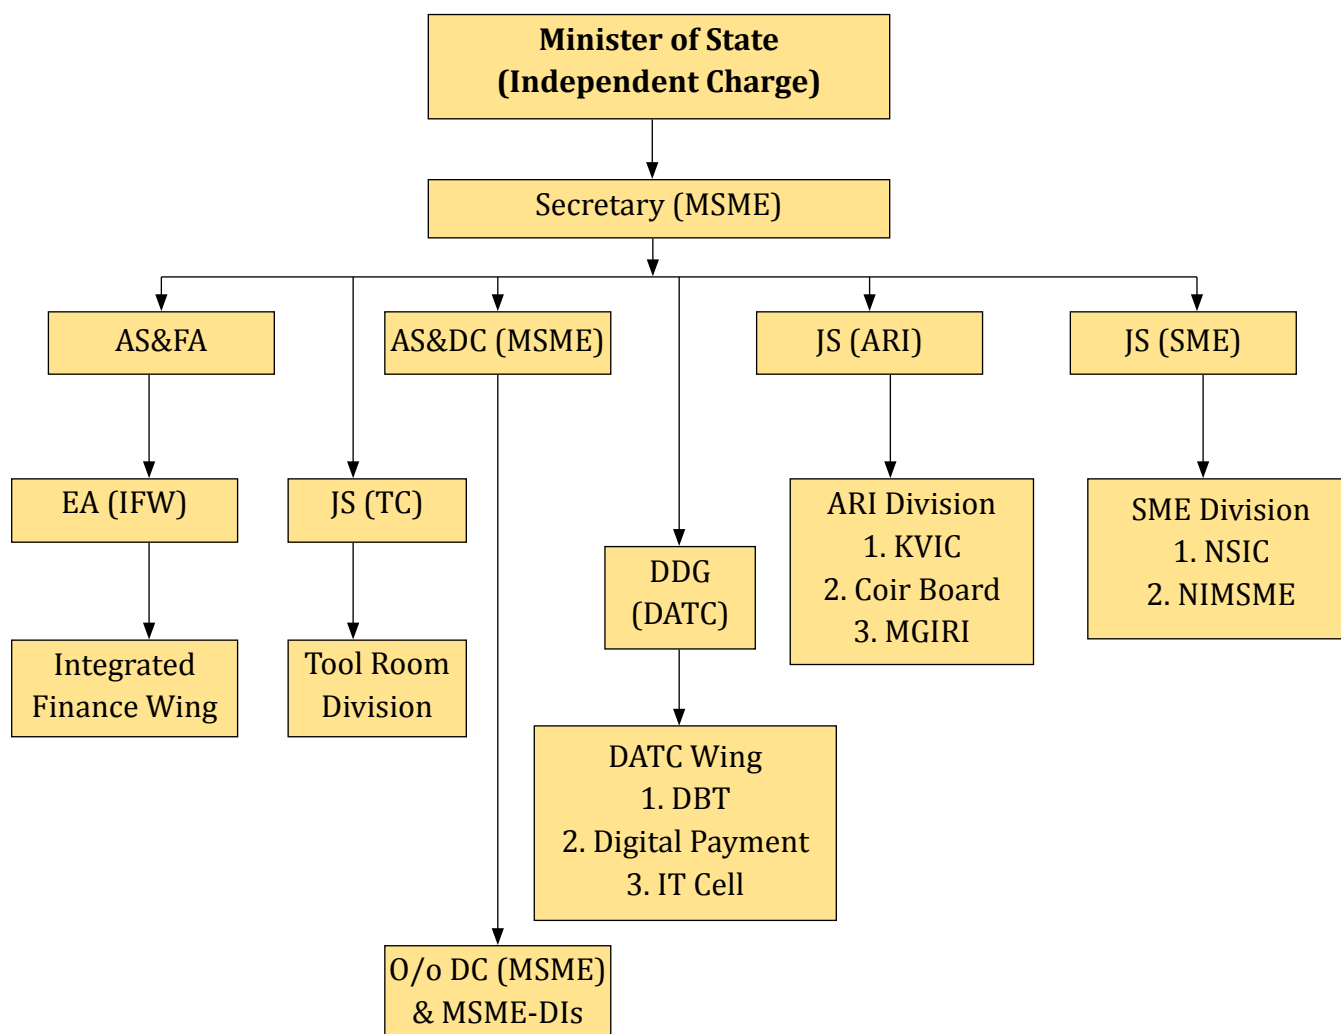 Minister of State
(Independent Charge)
Secretary (MSME)
AS&FA
AS&DC (MSME)
JS (ARI)
JS (SME)
EA (IFW)
JS (TC)
DDG
(DATC)
ARI Division
1. KVIC
2. Coir Board
3. MGIRI
SME Division
1. NSIC
2. NIMSME
Integrated
Finance Wing
Tool Room
Division
DATC Wing
1. DBT
2. Digital Payment
3. IT Cell
O/o DC (MSME)
& MSME-DIs